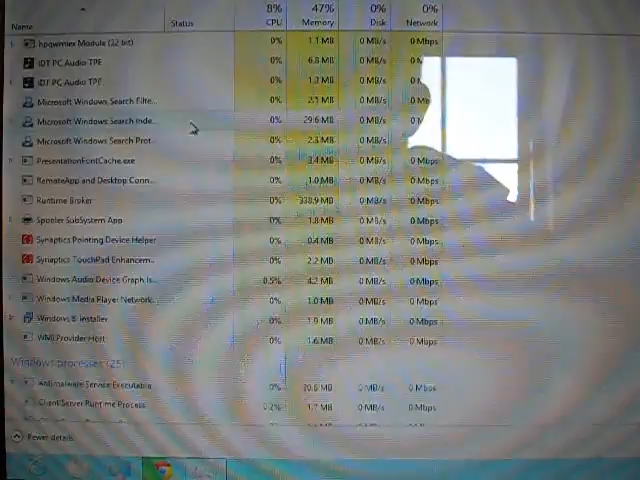 8% 47% 0% 0%
Name Status CPU Memory Disk Network
hpqwmiex Module (32 bit) 0% 1.1 MB 0 MB/s 0 Mbps
IDT PC Audio TPE 0% 6.8 MB 0 MB/s 0 M
IDT PC Audio TPE 0% 1.2 MB 0 MB/s 0
Microsoft Windows Search Filte... 0% 2.1 MB 0 MB/s 0 Mb
Microsoft Windows Search Inde... 0% 29.6 MB 0 MB/s 0
Microsoft Windows Search Prot... 0% 2.3 MB 0 MB/s 0 Mbps
PresentationFontCache.exe 0% 3.4 MB 0 MB/s 0 Mbps
RemoteApp and Desktop Conn... 0% 1.0 MB 0 MB/s 0 Mbps
Runtime Broker 0% 338.9 MB 0 MB/s 0 Mbps
Spooler SubSystem App 0% 1.8 MB 0 MB/s 0 Mbps
Synaptics Pointing Device Helper 0% 0.4 MB 0 MB/s 0 Mbps
Synaptics TouchPad Enhancem... 0% 2.2 MB 0 MB/s 0 Mbps
Windows Audio Device Graph Is... 0.5% 4.2 MB 0 MB/s 0 Mbps
Windows Media Player Network... 0% 1.0 MB 0 MB/s 0 Mbps
Windows® installer 0% 1.9 MB 0 MB/s 0 Mbps
WMI Provider Host 0% 1.6 MB 0 MB/s 0 Mbps
Windows processes (25)
Antimalware Service Executable 0% 20.6 MB 0 MB/s 0 Mbps
Client Server Runtime Process 0.2% 1.7 MB 0 MB/s 0 Mbps
Fewer details